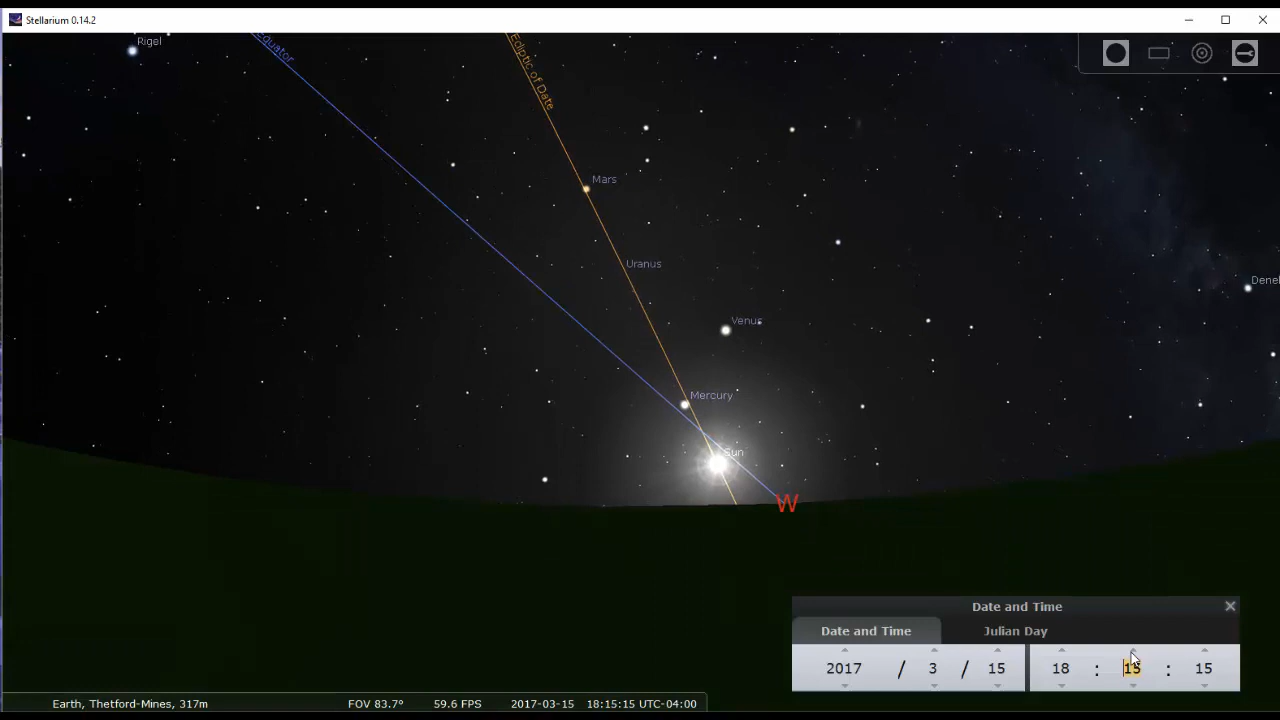 Stellarium 0.14.2
Rigel
Equator
Ecliptic of Date
Mars
Uranus
Venus
Denel
Mercury
Sun
W
Date and Time
Date and Time Julian Day
2017 / 3 / 15 18 : 15 : 15
Earth, Thetford-Mines, 317m FOV 83.7° 59.6 FPS 2017-03-15 18:15:15 UTC-04:00